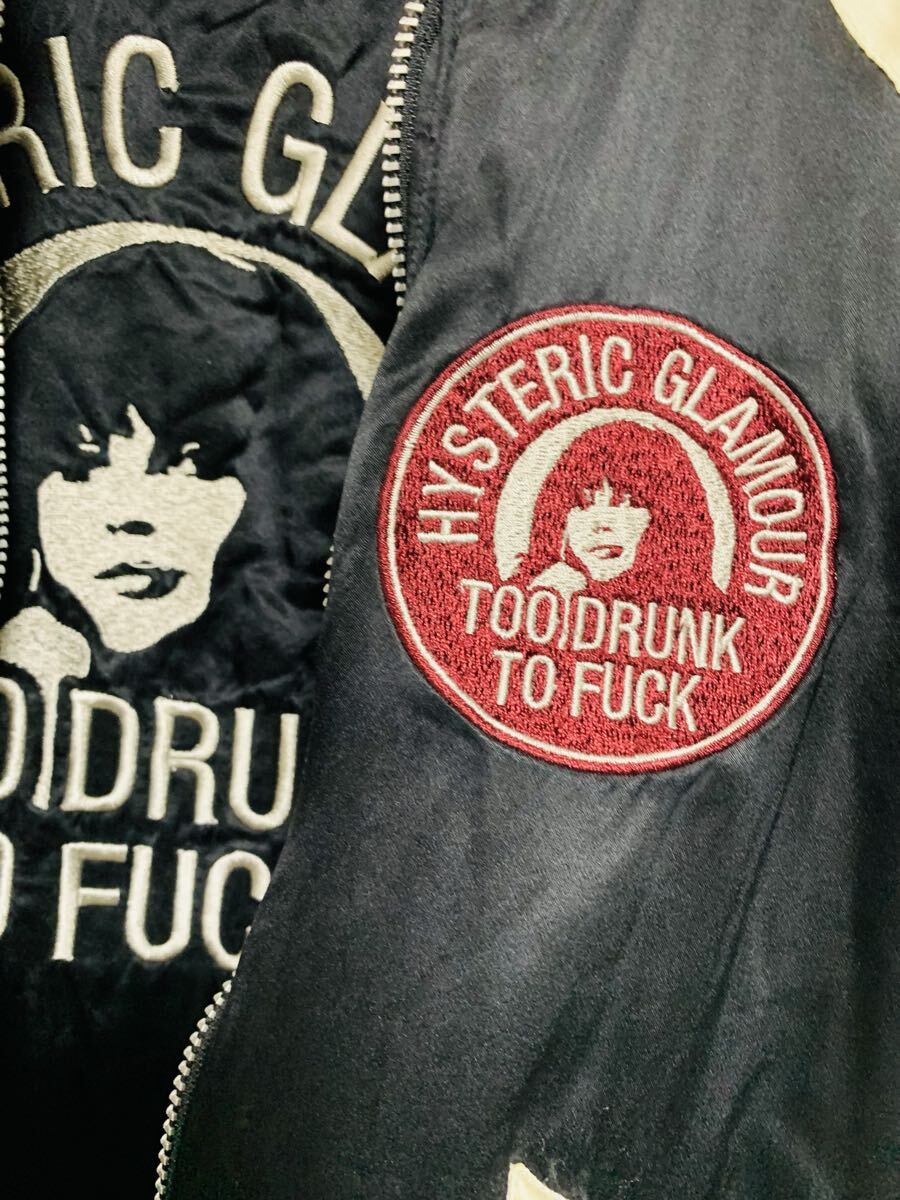 RIC GL
O DRU
O FUC
HYSTERIC GLAMOUR
TOO DRUNK
TO FUCK